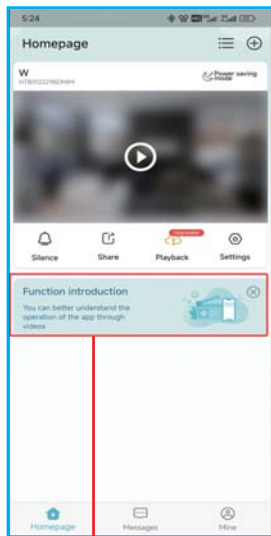 5:24
Homepage
W
Power saving
mode
Silence
Share
Playback
Settings
Function introduction
You can better understand the
operation of the app through
videos
Homepage
Messages
Mine